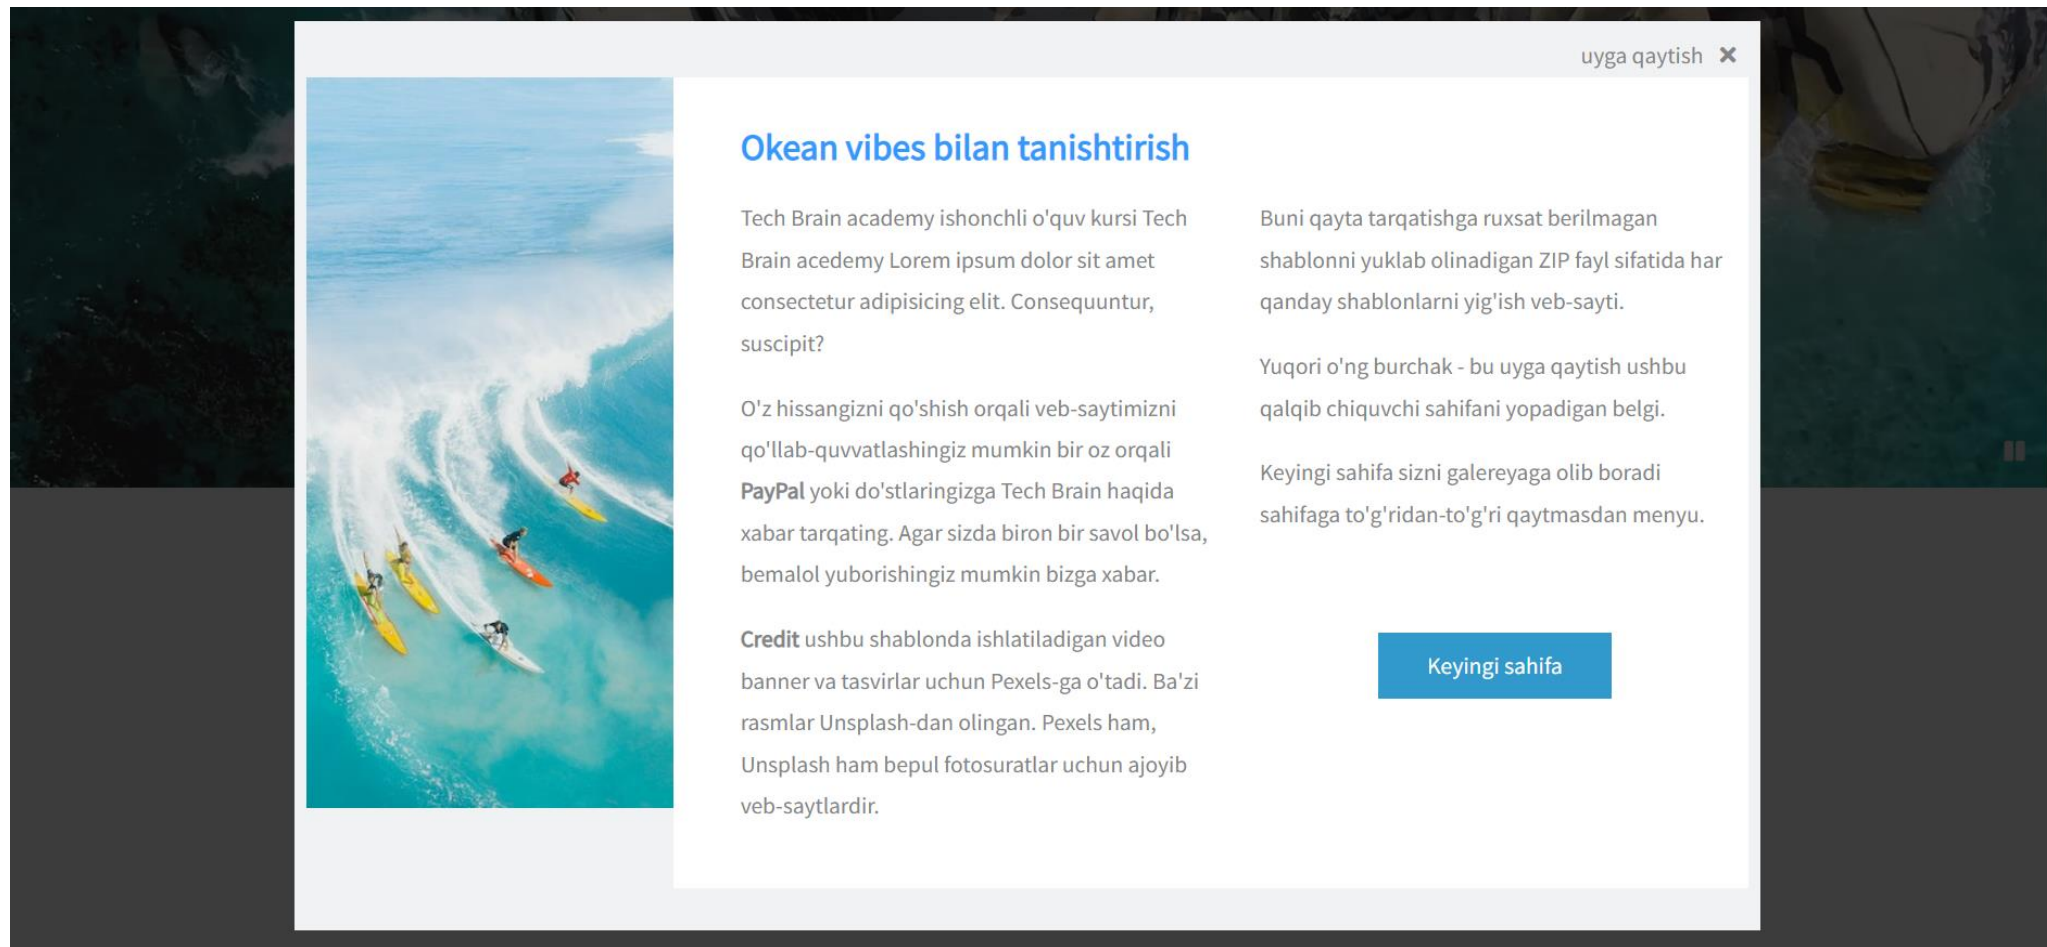 uyga qaytish
Okean vibes bilan tanishtirish
Tech Brain academy ishonchli o'quv kursi Tech
Brain acedemy Lorem ipsum dolor sit amet
consectetur adipisicing elit. Consequuntur,
suscipit?
O'z hissangizni qo'shish orqali veb-saytimizni
qo'llab-quvvatlashingiz mumkin bir oz orqali
PayPal yoki do'stlaringizga Tech Brain haqida
xabar tarqating. Agar sizda biron bir savol bo'lsa,
bemalol yuborishingiz mumkin bizga xabar.
Credit ushbu shablonda ishlatiladigan video
banner va tasvirlar uchun Pexels-ga o'tadi. Ba'zi
rasmlar Unsplash-dan olingan. Pexels ham,
Unsplash ham bepul fotosuratlar uchun ajoyib
veb-saytlardir.
Buni qayta tarqatishga ruxsat berilmagan
shablonni yuklab olinadigan ZIP fayl sifatida har
qanday shablonlarni yig'ish veb-sayti.
Yuqori o'ng burchak - bu uyga qaytish ushbu
qalqib chiquvchi sahifani yopadigan belgi.
Keyingi sahifa sizni galereyaga olib boradi
sahifaga to'g'ridan-to'g'ri qaytmasdan menyu.
Keyingi sahifa